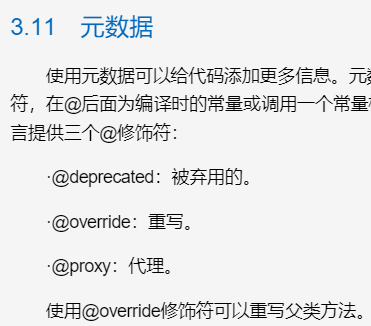 3.11 元数据
使用元数据可以给代码添加更多信息。元
符，在@后面为编译时的常量或调用一个常量
言提供三个@修饰符：
·@deprecated：被弃用的。
·@override：重写。
·@proxy：代理。
使用@override修饰符可以重写父类方法。